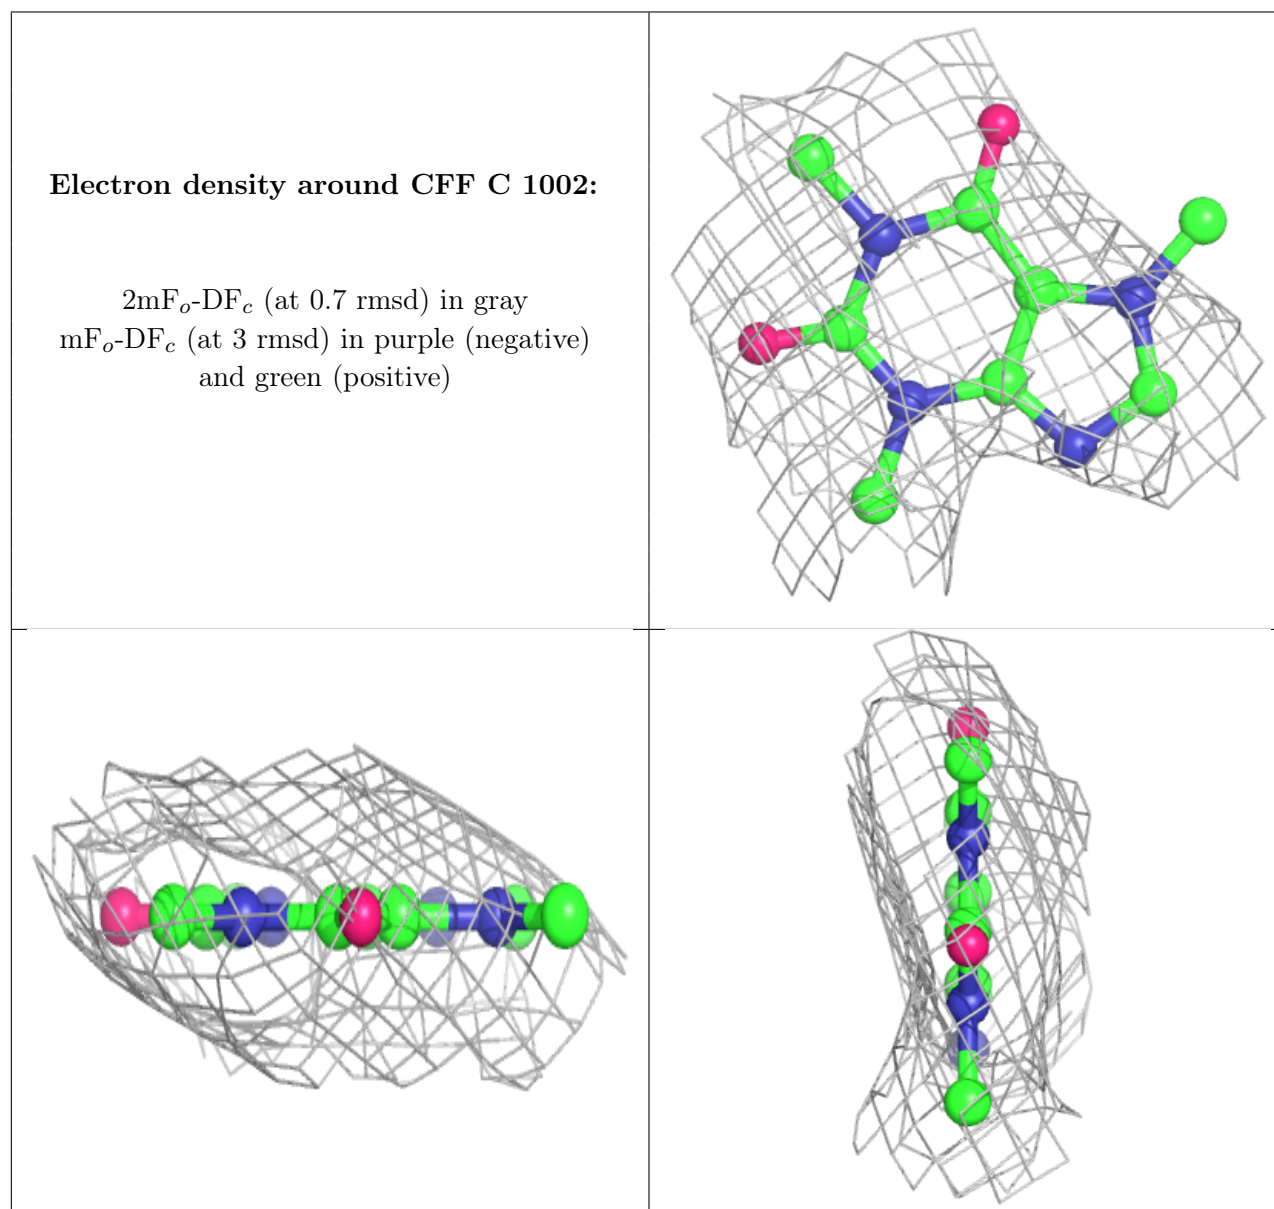 Electron density around CFF C 1002:
2mFo-DFc (at 0.7 rmsd) in gray
mFo-DFc (at 3 rmsd) in purple (negative)
and green (positive)